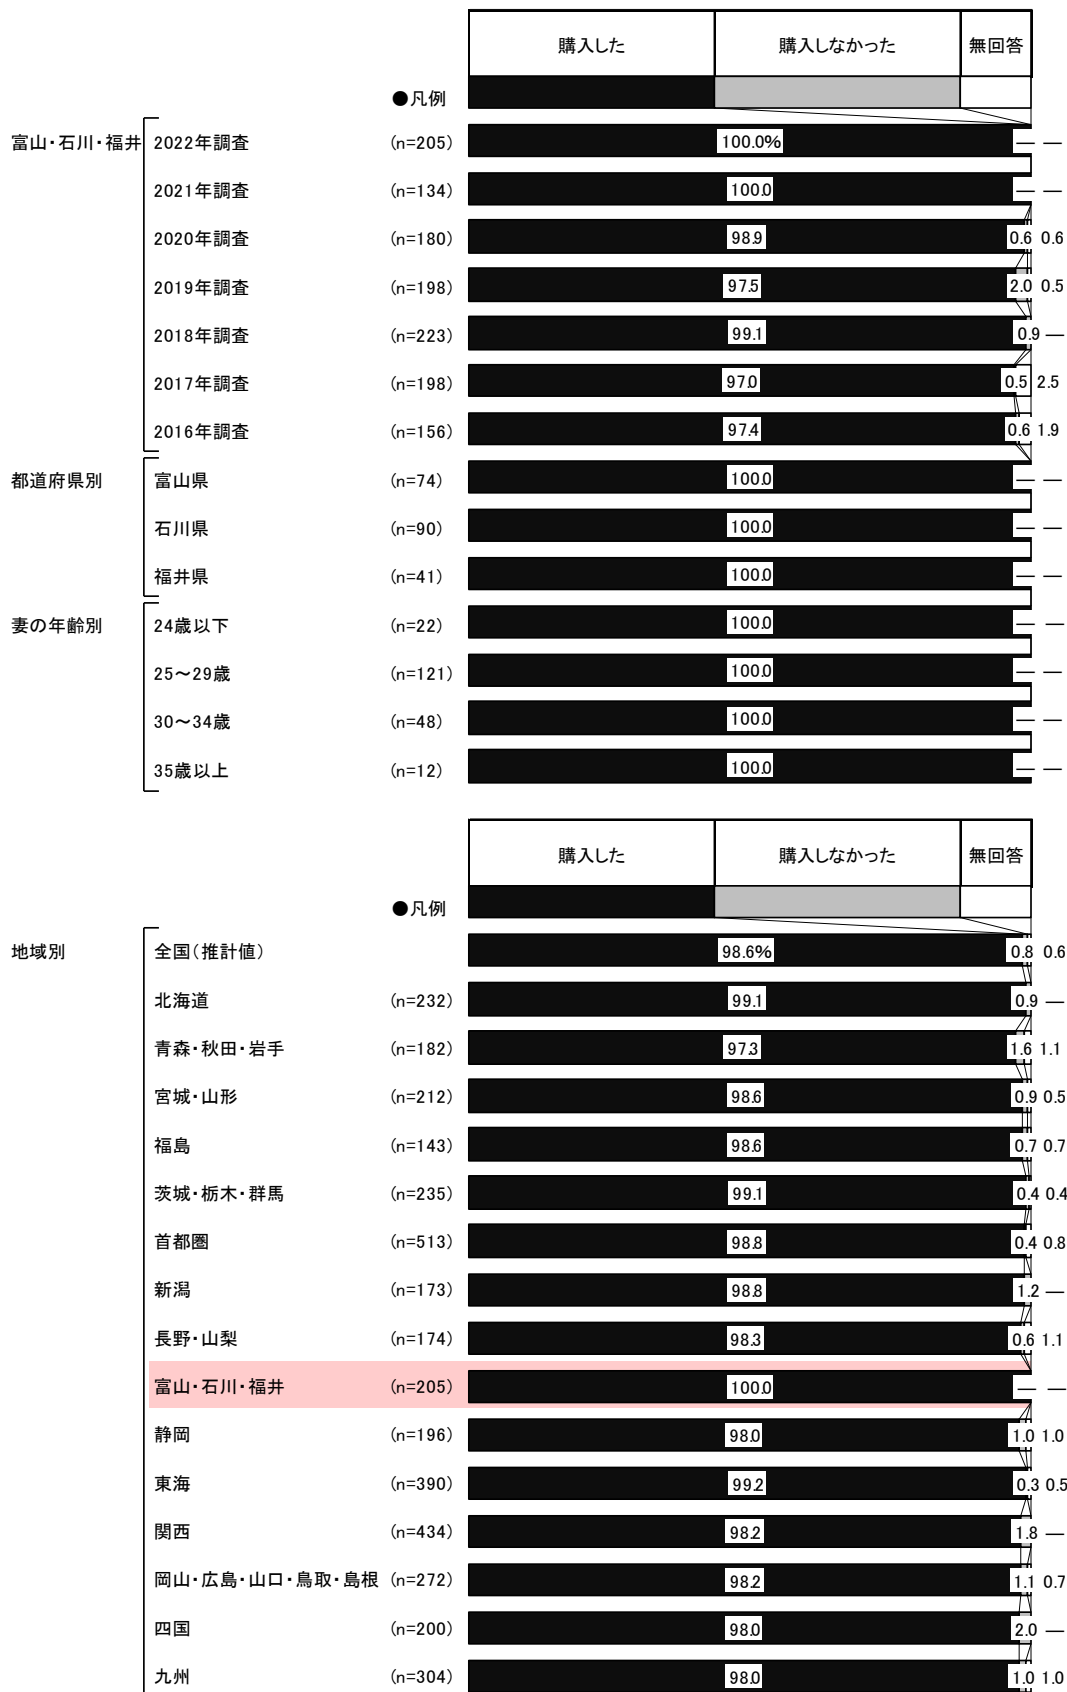 購入した 購入しなかった 無回答
●凡例
富山・石川・福井 2022年調査 (n=205) 100.0% — —
2021年調査 (n=134) 100.0 — —
2020年調査 (n=180) 98.9 0.6 0.6
2019年調査 (n=198) 97.5 2.0 0.5
2018年調査 (n=223) 99.1 0.9 —
2017年調査 (n=198) 97.0 0.5 2.5
2016年調査 (n=156) 97.4 0.6 1.9
都道府県別 富山県 (n=74) 100.0 — —
石川県 (n=90) 100.0 — —
福井県 (n=41) 100.0 — —
妻の年齢別 24歳以下 (n=22) 100.0 — —
25～29歳 (n=121) 100.0 — —
30～34歳 (n=48) 100.0 — —
35歳以上 (n=12) 100.0 — —
購入した 購入しなかった 無回答
●凡例
地域別 全国(推計値) 98.6% 0.8 0.6
北海道 (n=232) 99.1 0.9 —
青森・秋田・岩手 (n=182) 97.3 1.6 1.1
宮城・山形 (n=212) 98.6 0.9 0.5
福島 (n=143) 98.6 0.7 0.7
茨城・栃木・群馬 (n=235) 99.1 0.4 0.4
首都圏 (n=513) 98.8 0.4 0.8
新潟 (n=173) 98.8 1.2 —
長野・山梨 (n=174) 98.3 0.6 1.1
富山・石川・福井 (n=205) 100.0 — —
静岡 (n=196) 98.0 1.0 1.0
東海 (n=390) 99.2 0.3 0.5
関西 (n=434) 98.2 1.8 —
岡山・広島・山口・鳥取・島根 (n=272) 98.2 1.1 0.7
四国 (n=200) 98.0 2.0 —
九州 (n=304) 98.0 1.0 1.0